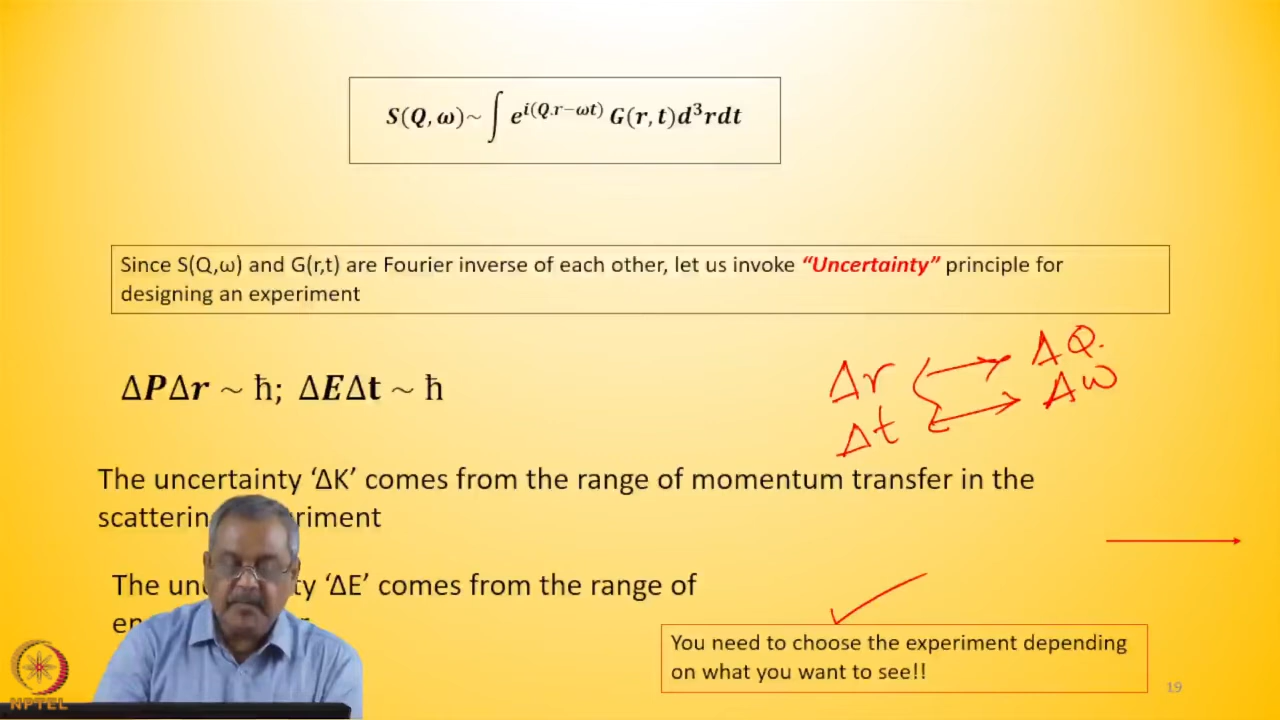 S(Q, ω)~ ∫ e^{i(Q.r−ωt)} G(r, t)d³rdt
Since S(Q,ω) and G(r,t) are Fourier inverse of each other, let us invoke “Uncertainty” principle for
designing an experiment
ΔPΔr ~ ħ; ΔEΔt ~ ħ
Δr ΔQ.
Δt Δω
The uncertainty ‘ΔK’ comes from the range of momentum transfer in the
scatterin riment
The un ty ‘ΔE’ comes from the range of
You need to choose the experiment depending
on what you want to see!!
19
NPTEL